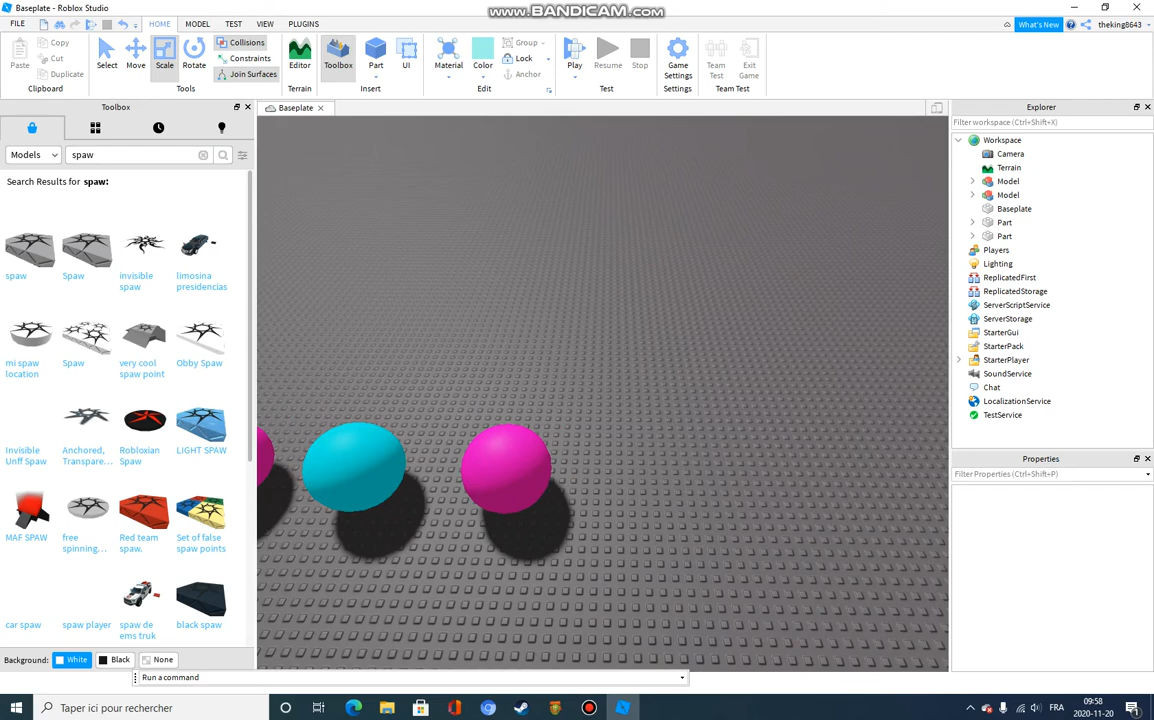 Baseplate - Roblox Studio
www.BANDICAM.com
FILE HOME MODEL TEST VIEW PLUGINS What's New theking8643
Paste Copy Cut Duplicate Clipboard
Select Move Scale Rotate Collisions Constraints Join Surfaces Tools
Editor Terrain
Toolbox Part UI Insert
Material Color Group Lock Anchor Edit
Play Resume Stop Test
Game Settings Settings
Team Test Exit Game Team Test
Toolbox
Models spaw
Search Results for spaw:
spaw Spaw invisible spaw limosina presidencias
mi spaw location Spaw very cool spaw point Obby Spaw
Invisible Unff Spaw Anchored, Transpare... Robloxian Spaw LIGHT SPAW
MAF SPAW free spinning... Red team spaw. Set of false spaw points
car spaw spaw player spaw de ems truk black spaw
Background: White Black None
Baseplate
Run a command
Explorer
Filter workspace (Ctrl+Shift+X)
Workspace
Camera
Terrain
Model
Model
Baseplate
Part
Part
Players
Lighting
ReplicatedFirst
ReplicatedStorage
ServerScriptService
ServerStorage
StarterGui
StarterPack
StarterPlayer
SoundService
Chat
LocalizationService
TestService
Properties
Filter Properties (Ctrl+Shift+P)
Taper ici pour rechercher
FRA
09:58
2020-11-20
1